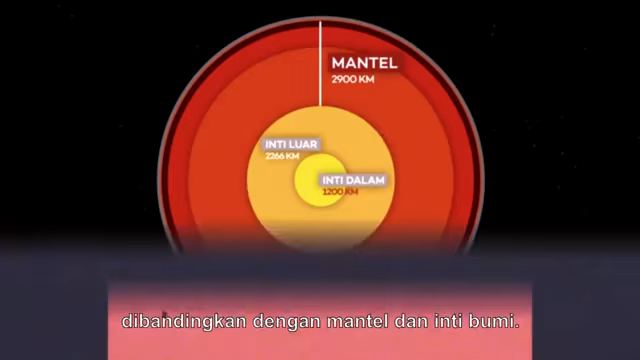 MANTEL
2900 KM
INTI LUAR
2266 KM
INTI DALAM
1200 KM
dibandingkan dengan mantel dan inti bumi.